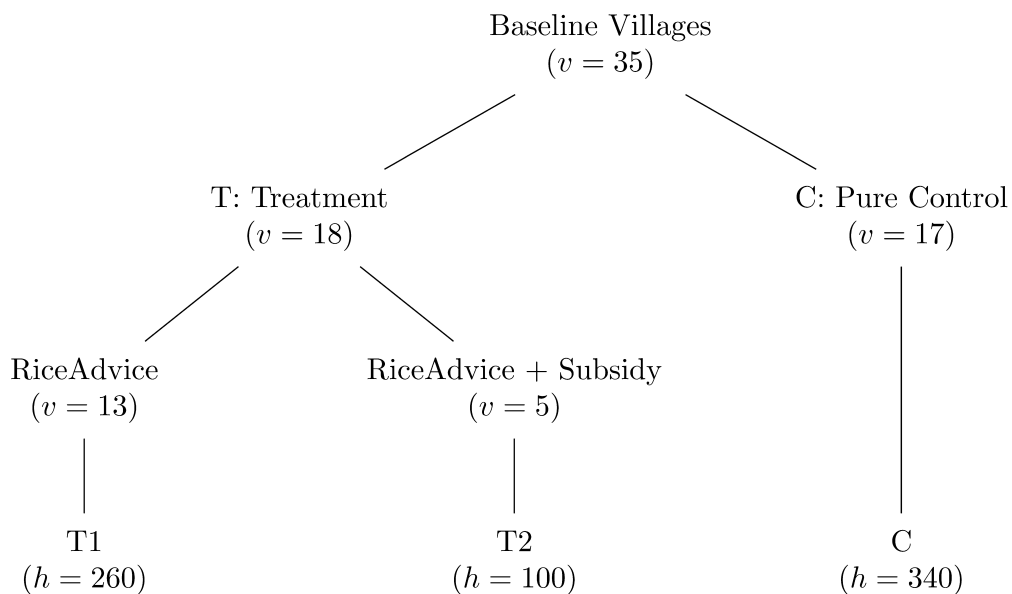 Baseline Villages
(v = 35)
T: Treatment
(v = 18)
C: Pure Control
(v = 17)
RiceAdvice
(v = 13)
RiceAdvice + Subsidy
(v = 5)
T1
(h = 260)
T2
(h = 100)
C
(h = 340)